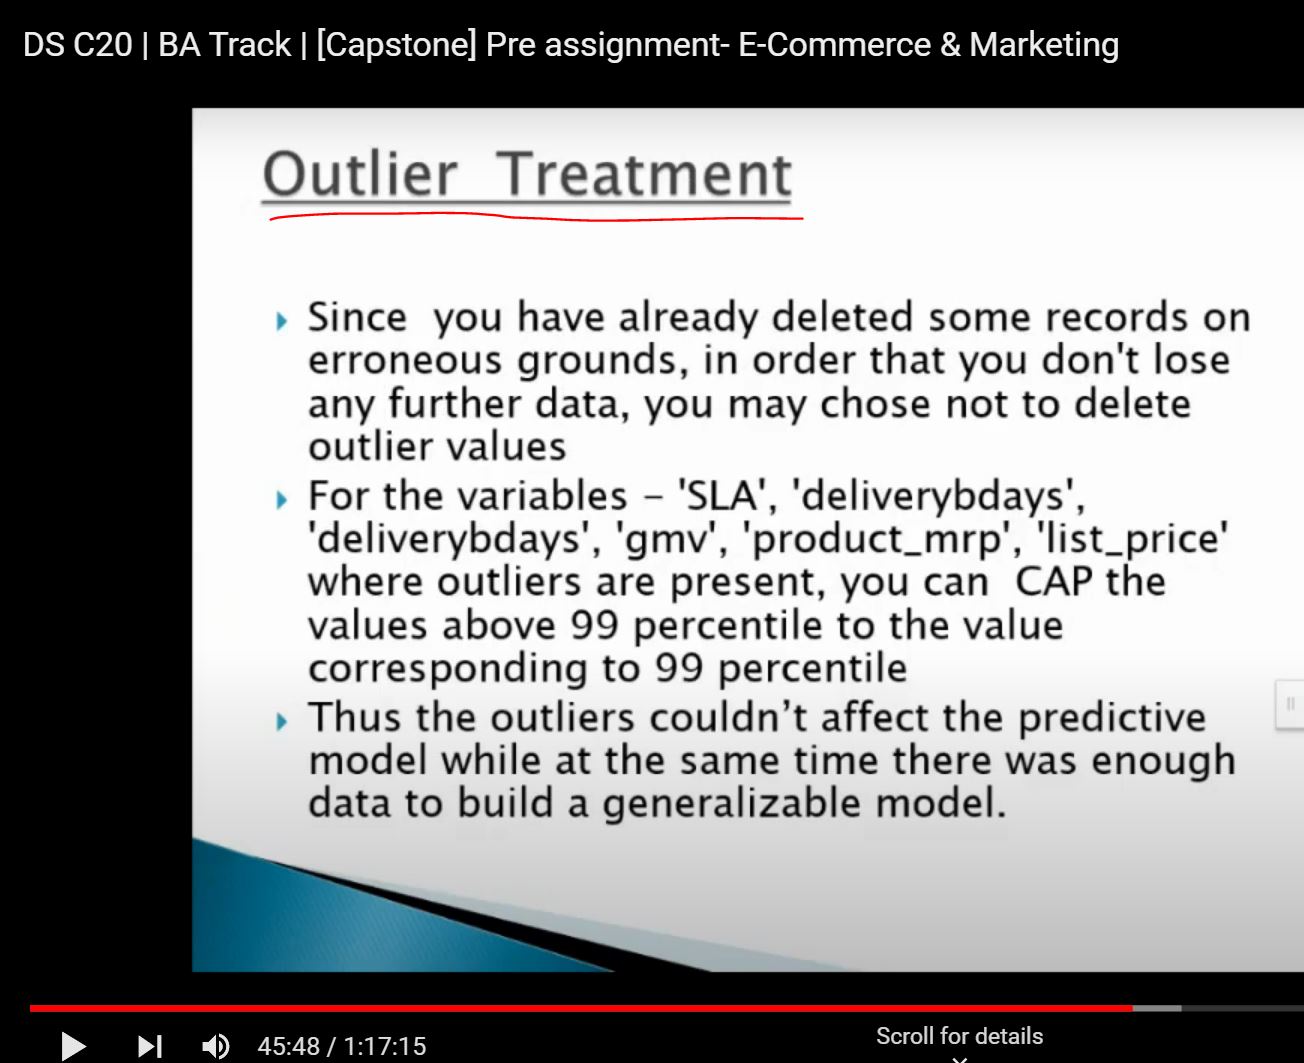 DS C20 | BA Track | [Capstone] Pre assignment- E-Commerce & Marketing
Outlier Treatment
Since you have already deleted some records on
erroneous grounds, in order that you don't lose
any further data, you may chose not to delete
outlier values
For the variables – 'SLA', 'deliverybdays',
'deliverybdays', 'gmv', 'product_mrp', 'list_price'
where outliers are present, you can CAP the
values above 99 percentile to the value
corresponding to 99 percentile
Thus the outliers couldn’t affect the predictive
model while at the same time there was enough
data to build a generalizable model.
45:48 / 1:17:15
Scroll for details